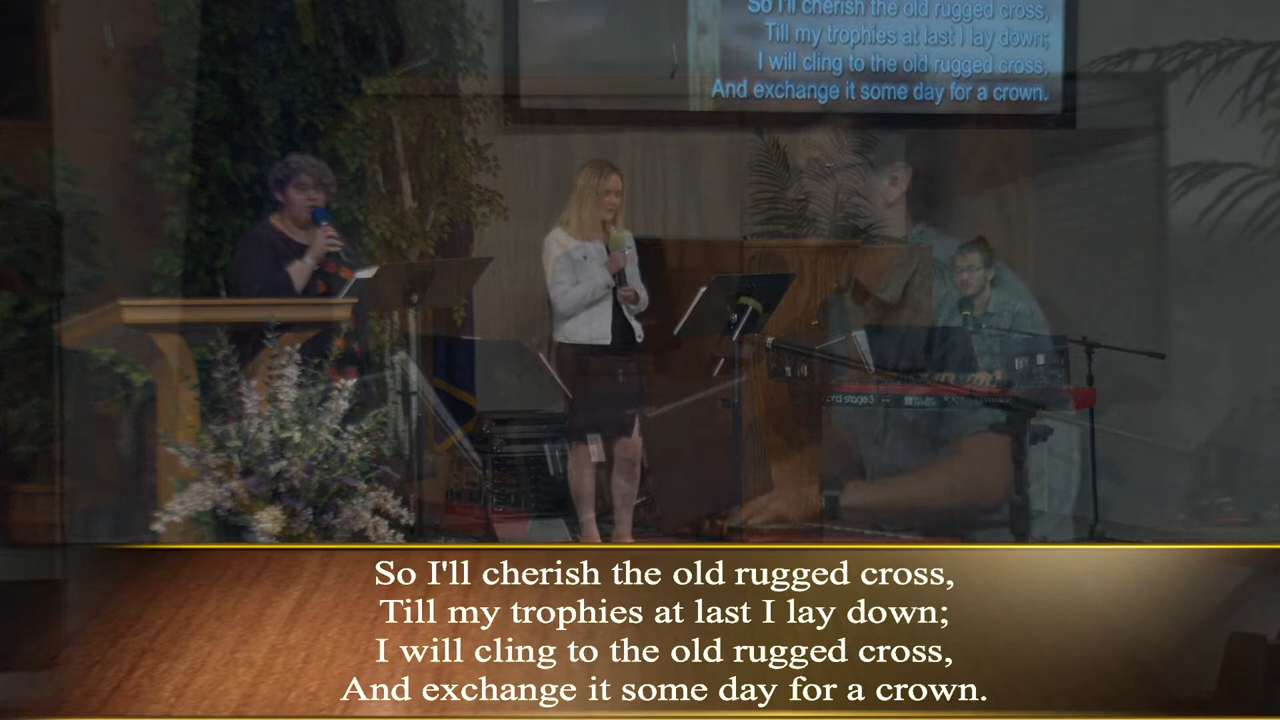 So I'll cherish the old rugged cross,
Till my trophies at last I lay down;
I will cling to the old rugged cross,
And exchange it some day for a crown.
stage 3
So I'll cherish the old rugged cross,
Till my trophies at last I lay down;
I will cling to the old rugged cross,
And exchange it some day for a crown.